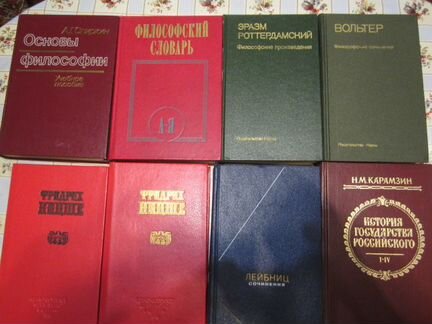 А.Г.Спиркин
Основы
философии
Учебное
пособие
ФИЛОСОФСКИЙ
СЛОВАРЬ
А-Я
ЭРАЗМ
РОТТЕРДАМСКИЙ
Философские произведения
Издательство «Наука»
ВОЛЬТЕР
Философские сочинения
Издательство «Наука»
ФРИДРИХ
НИЦШЕ
ФРИДРИХ
НИЦШЕ
ЛЕЙБНИЦ
СОЧИНЕНИЯ
Н.М.КАРАМЗИН
ИСТОРИЯ
ГОСУДАРСТВА
РОССИЙСКОГО
I-IV